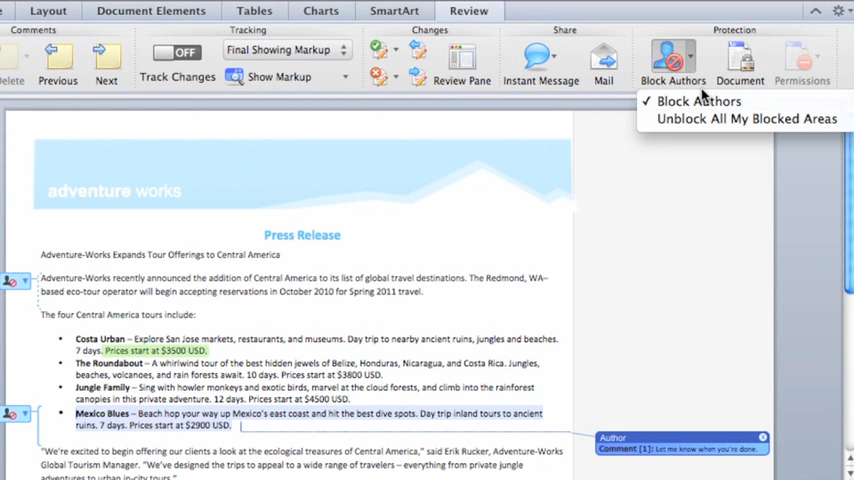 Layout Document Elements Tables Charts SmartArt Review
Comments Tracking Changes Share Protection
Delete Previous Next Track Changes OFF Final Showing Markup Show Markup Review Pane Instant Message Mail Block Authors Document Permissions
✓ Block Authors
Unblock All My Blocked Areas
adventure works
Press Release
Adventure-Works Expands Tour Offerings to Central America
Adventure-Works recently announced the addition of Central America to its list of global travel destinations. The Redmond, WA–
based eco-tour operator will begin accepting reservations in October 2010 for Spring 2011 travel.
The four Central America tours include:
• Costa Urban – Explore San Jose markets, restaurants, and museums. Day trip to nearby ancient ruins, jungles and beaches.
7 days. Prices start at $3500 USD.
• The Roundabout – A whirlwind tour of the best hidden jewels of Belize, Honduras, Nicaragua, and Costa Rica. Jungles,
beaches, volcanoes, and rain forests await. 10 days. Prices start at $3800 USD.
• Jungle Family – Sing with howler monkeys and exotic birds, marvel at the cloud forests, and climb into the rainforest
canopies in this private adventure. 12 days. Prices start at $4500 USD.
• Mexico Blues – Beach hop your way up Mexico's east coast and hit the best dive spots. Day trip inland tours to ancient
ruins. 7 days. Prices start at $2900 USD.
Author
Comment [1]: Let me know when you're done.
"We're excited to begin offering our clients a look at the ecological treasures of Central America," said Erik Rucker, Adventure-Works
Global Tourism Manager. "We've designed the trips to appeal to a wide range of travelers – everything from private jungle
adventures to urban in-city tours."